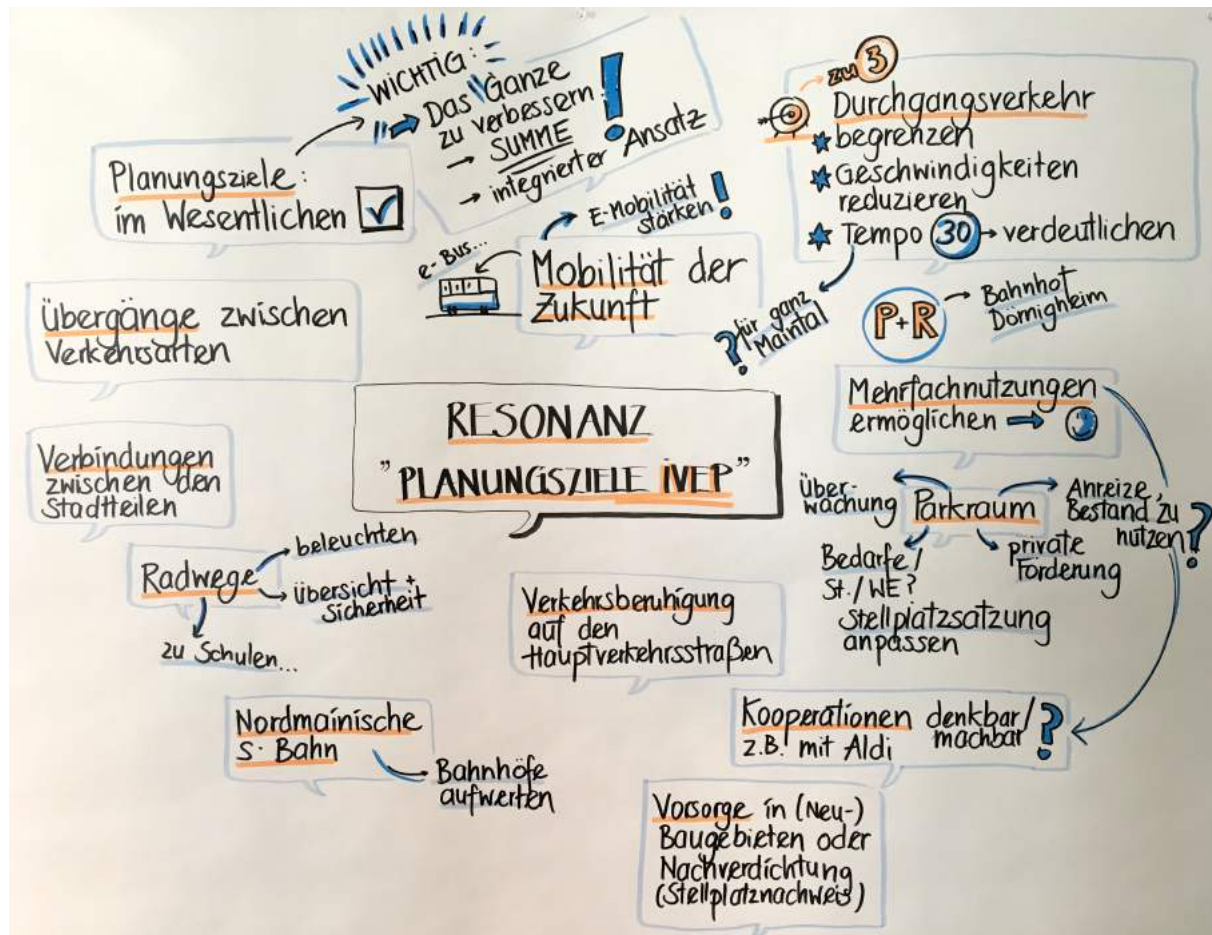 WICHTIG:
Das "Ganze"
zu verbessern!
→ SUMME
→ integrierter Ansatz
Planungsziele:
im Wesentlichen
zu 3
Durchgangsverkehr
begrenzen
Geschwindigkeiten
reduzieren
Tempo 30 → verdeutlichen
für ganz
Maintal
?
E-Mobilität
stärken!
e-Bus...
Mobilität der
Zukunft
P+R
Bahnhof
Dörnigheim
Übergänge zwischen
Verkehrsarten
RESONANZ
"PLANUNGSZIELE IVEP"
Mehrfachnutzungen
ermöglichen →
Verbindungen
zwischen den
Stadtteilen
Über-
wachung
Parkraum
Anreize,
Bestand zu
nutzen?
private
Förderung
Bedarfe/
St./WE?
Stellplatzsatzung
anpassen
Radwege
beleuchten
Übersicht +
Sicherheit
zu Schulen...
Verkehrsberuhigung
auf den
Hauptverkehrsstraßen
Nordmainische
S-Bahn
Bahnhöfe
aufwerten
Kooperationen denkbar/
z.B. mit Aldi machbar?
Vorsorge in (Neu-)
Baugebieten oder
Nachverdichtung
(Stellplatznachweis)